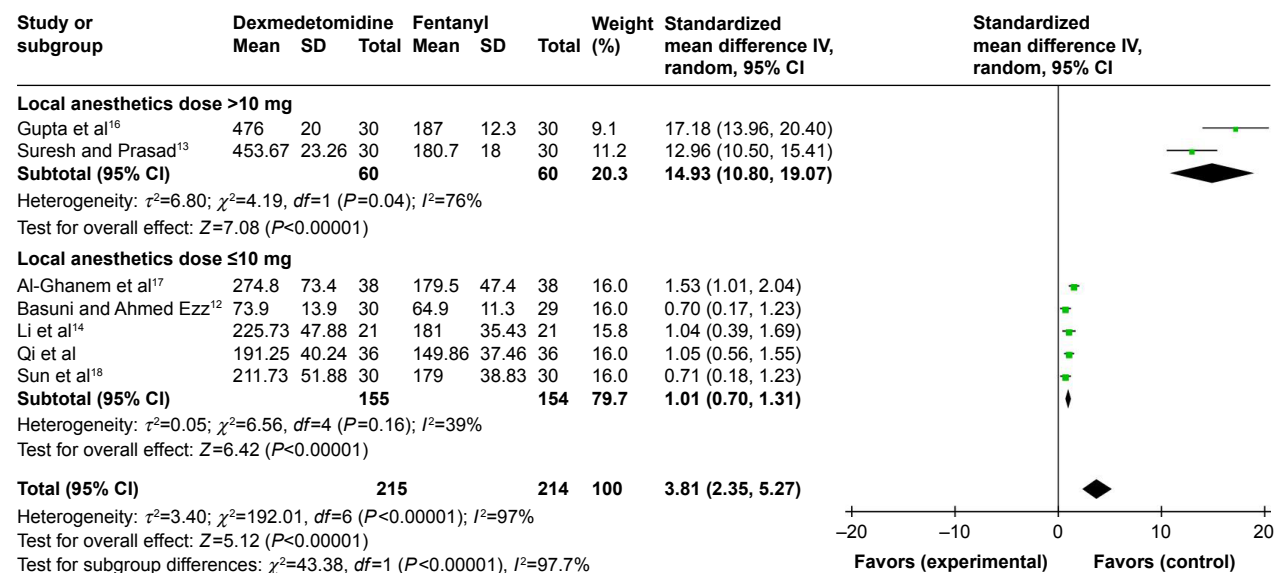 Study or Dexmedetomidine Fentanyl Weight Standardized Standardized
subgroup Mean SD Total Mean SD Total (%) mean difference IV, mean difference IV,
random, 95% CI random, 95% CI
Local anesthetics dose >10 mg
Gupta et al16 476 20 30 187 12.3 30 9.1 17.18 (13.96, 20.40)
Suresh and Prasad13 453.67 23.26 30 180.7 18 30 11.2 12.96 (10.50, 15.41)
Subtotal (95% CI) 60 60 20.3 14.93 (10.80, 19.07)
Heterogeneity: τ2=6.80; χ2=4.19, df=1 (P=0.04); I2=76%
Test for overall effect: Z=7.08 (P<0.00001)
Local anesthetics dose ≤10 mg
Al-Ghanem et al17 274.8 73.4 38 179.5 47.4 38 16.0 1.53 (1.01, 2.04)
Basuni and Ahmed Ezz12 73.9 13.9 30 64.9 11.3 29 16.0 0.70 (0.17, 1.23)
Li et al14 225.73 47.88 21 181 35.43 21 15.8 1.04 (0.39, 1.69)
Qi et al 191.25 40.24 36 149.86 37.46 36 16.0 1.05 (0.56, 1.55)
Sun et al18 211.73 51.88 30 179 38.83 30 16.0 0.71 (0.18, 1.23)
Subtotal (95% CI) 155 154 79.7 1.01 (0.70, 1.31)
Heterogeneity: τ2=0.05; χ2=6.56, df=4 (P=0.16); I2=39%
Test for overall effect: Z=6.42 (P<0.00001)
Total (95% CI) 215 214 100 3.81 (2.35, 5.27)
Heterogeneity: τ2=3.40; χ2=192.01, df=6 (P<0.00001); I2=97%
Test for overall effect: Z=5.12 (P<0.00001)
Test for subgroup differences: χ2=43.38, df=1 (P<0.00001), I2=97.7%
–20 –10 0 10 20
Favors (experimental) Favors (control)